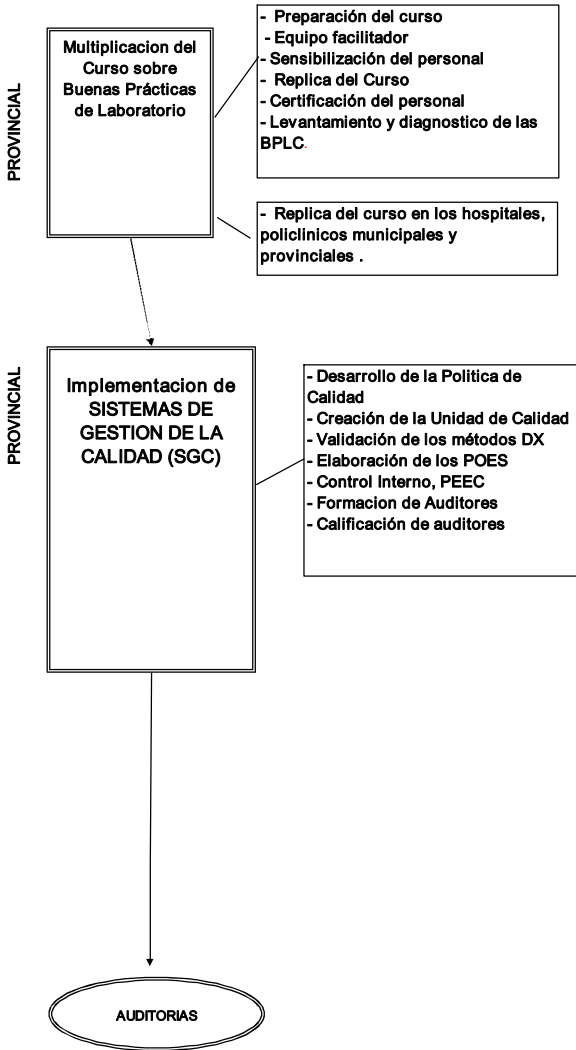 PROVINCIAL
Multiplicacion del
Curso sobre
Buenas Prácticas
de Laboratorio
- Preparación del curso
- Equipo facilitador
- Sensibilización del personal
- Replica del Curso
- Certificación del personal
- Levantamiento y diagnostico de las
BPLC.
- Replica del curso en los hospitales,
policlinicos municipales y
provinciales .
PROVINCIAL
Implementacion de
SISTEMAS DE
GESTION DE LA
CALIDAD (SGC)
- Desarrollo de la Politica de
Calidad
- Creación de la Unidad de Calidad
- Validación de los métodos DX
- Elaboración de los POES
- Control Interno, PEEC
- Formacion de Auditores
- Calificación de auditores
AUDITORIAS